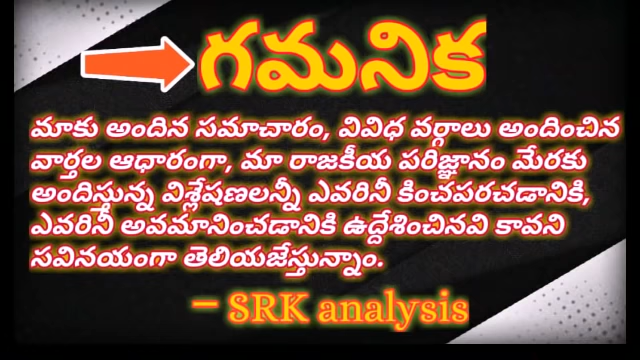 గమనిక
మాకు అందిన సమాచారం, వివిధ వర్గాలు అందించిన
వార్తల ఆధారంగా, మా రాజకీయ పరిజ్ఞానం మేరకు
అందిస్తున్న విశ్లేషణలన్నీ ఎవరినీ కించపరచడానికి,
ఎవరినీ అవమానించడానికి ఉద్దేశించినవి కావని
సవినయంగా తెలియజేస్తున్నాం.
– SRK analysis